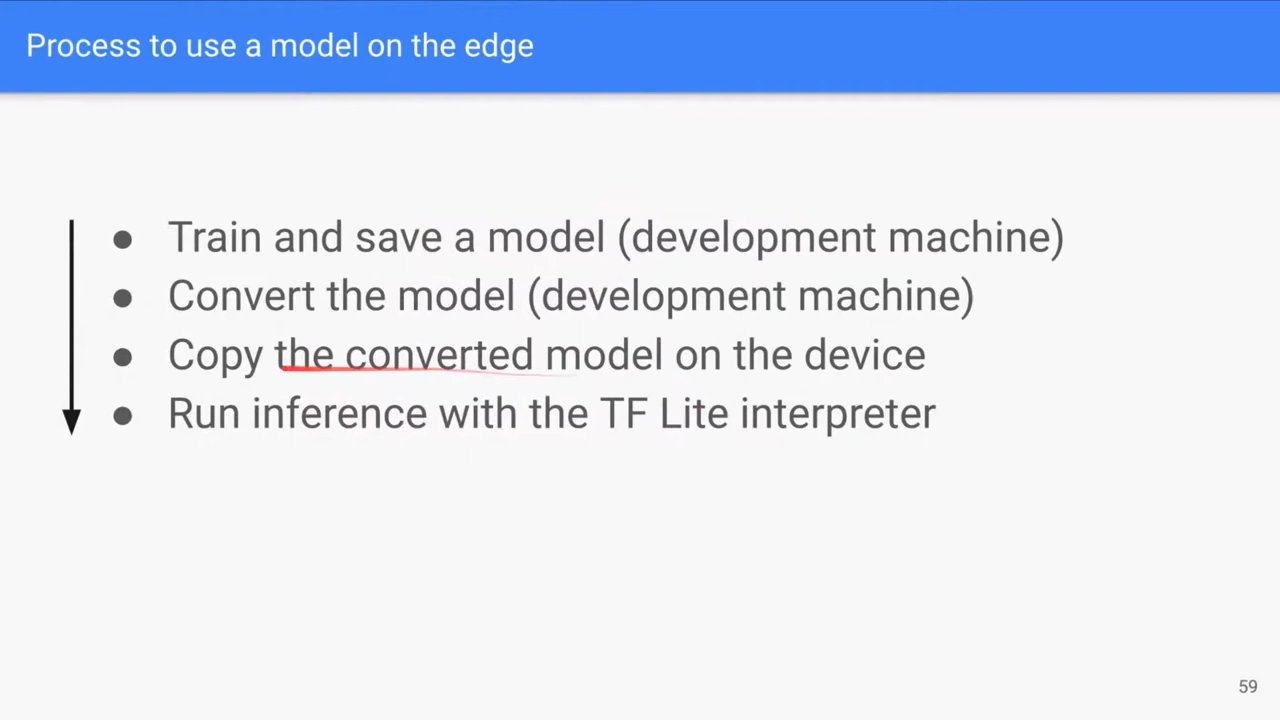 Process to use a model on the edge
● Train and save a model (development machine)
● Convert the model (development machine)
● Copy the converted model on the device
● Run inference with the TF Lite interpreter
59